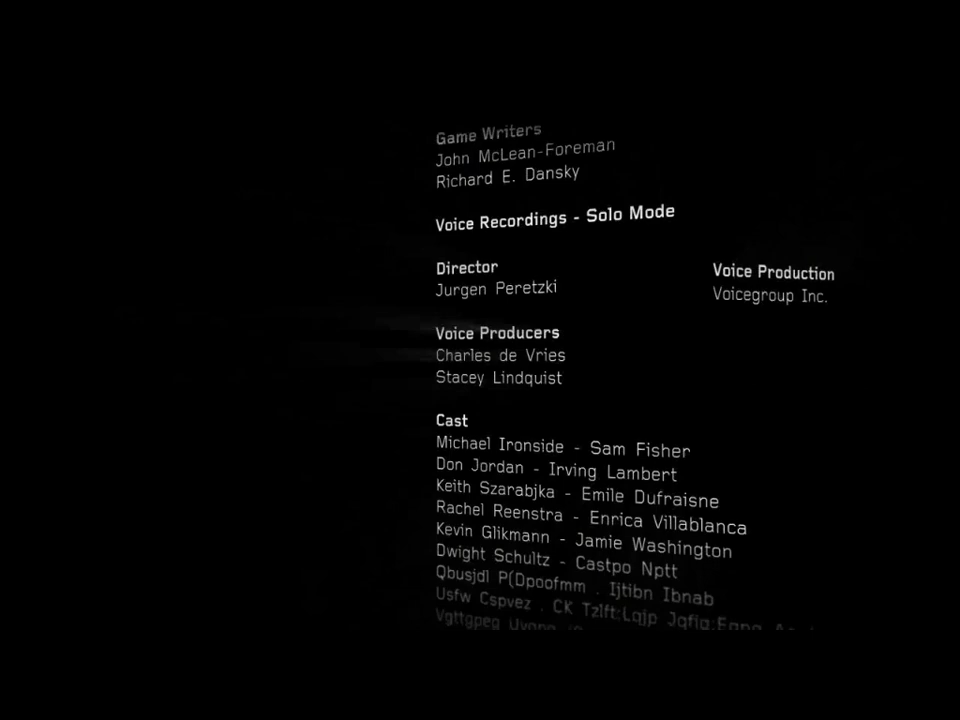 Game Writers
John McLean-Foreman
Richard E. Dansky
Voice Recordings - Solo Mode
Director
Jurgen Peretzki
Voice Production
Voicegroup Inc.
Voice Producers
Charles de Vries
Stacey Lindquist
Cast
Michael Ironside - Sam Fisher
Don Jordan - Irving Lambert
Keith Szarabjka - Emile Dufraisne
Rachel Reenstra - Enrica Villablanca
Kevin Glikmann - Jamie Washington
Dwight Schultz - Castpo Nptt
Qbusjdl P(Dpoofmm . Ijtibn Ibnab
Usfw Cspvez . CK Tzlft:Lqjp Jqfig:Egng
Vgttgpeg